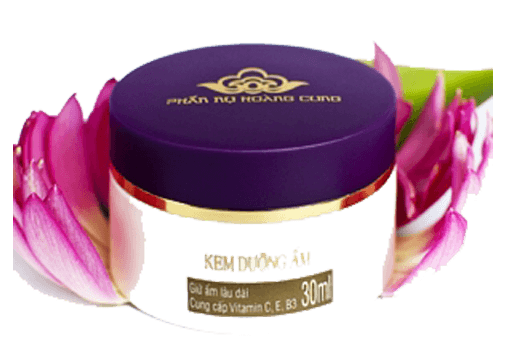 PHẤN NỤ HOÀNG CUNG
KEM DƯỠNG ẨM
Giữ ẩm lâu dài
Cung cấp Vitamin C, E, B3
30ml